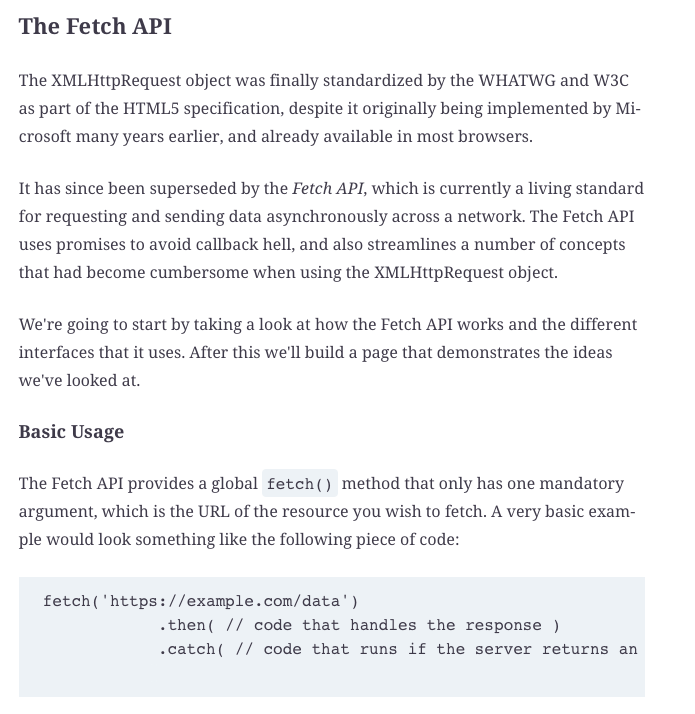 The Fetch API
The XMLHttpRequest object was finally standardized by the WHATWG and W3C
as part of the HTML5 specification, despite it originally being implemented by Mi-
crosoft many years earlier, and already available in most browsers.
It has since been superseded by the Fetch API, which is currently a living standard
for requesting and sending data asynchronously across a network. The Fetch API
uses promises to avoid callback hell, and also streamlines a number of concepts
that had become cumbersome when using the XMLHttpRequest object.
We're going to start by taking a look at how the Fetch API works and the different
interfaces that it uses. After this we'll build a page that demonstrates the ideas
we've looked at.
Basic Usage
The Fetch API provides a global fetch() method that only has one mandatory
argument, which is the URL of the resource you wish to fetch. A very basic exam-
ple would look something like the following piece of code:
fetch('https://example.com/data')
.then( // code that handles the response )
.catch( // code that runs if the server returns an